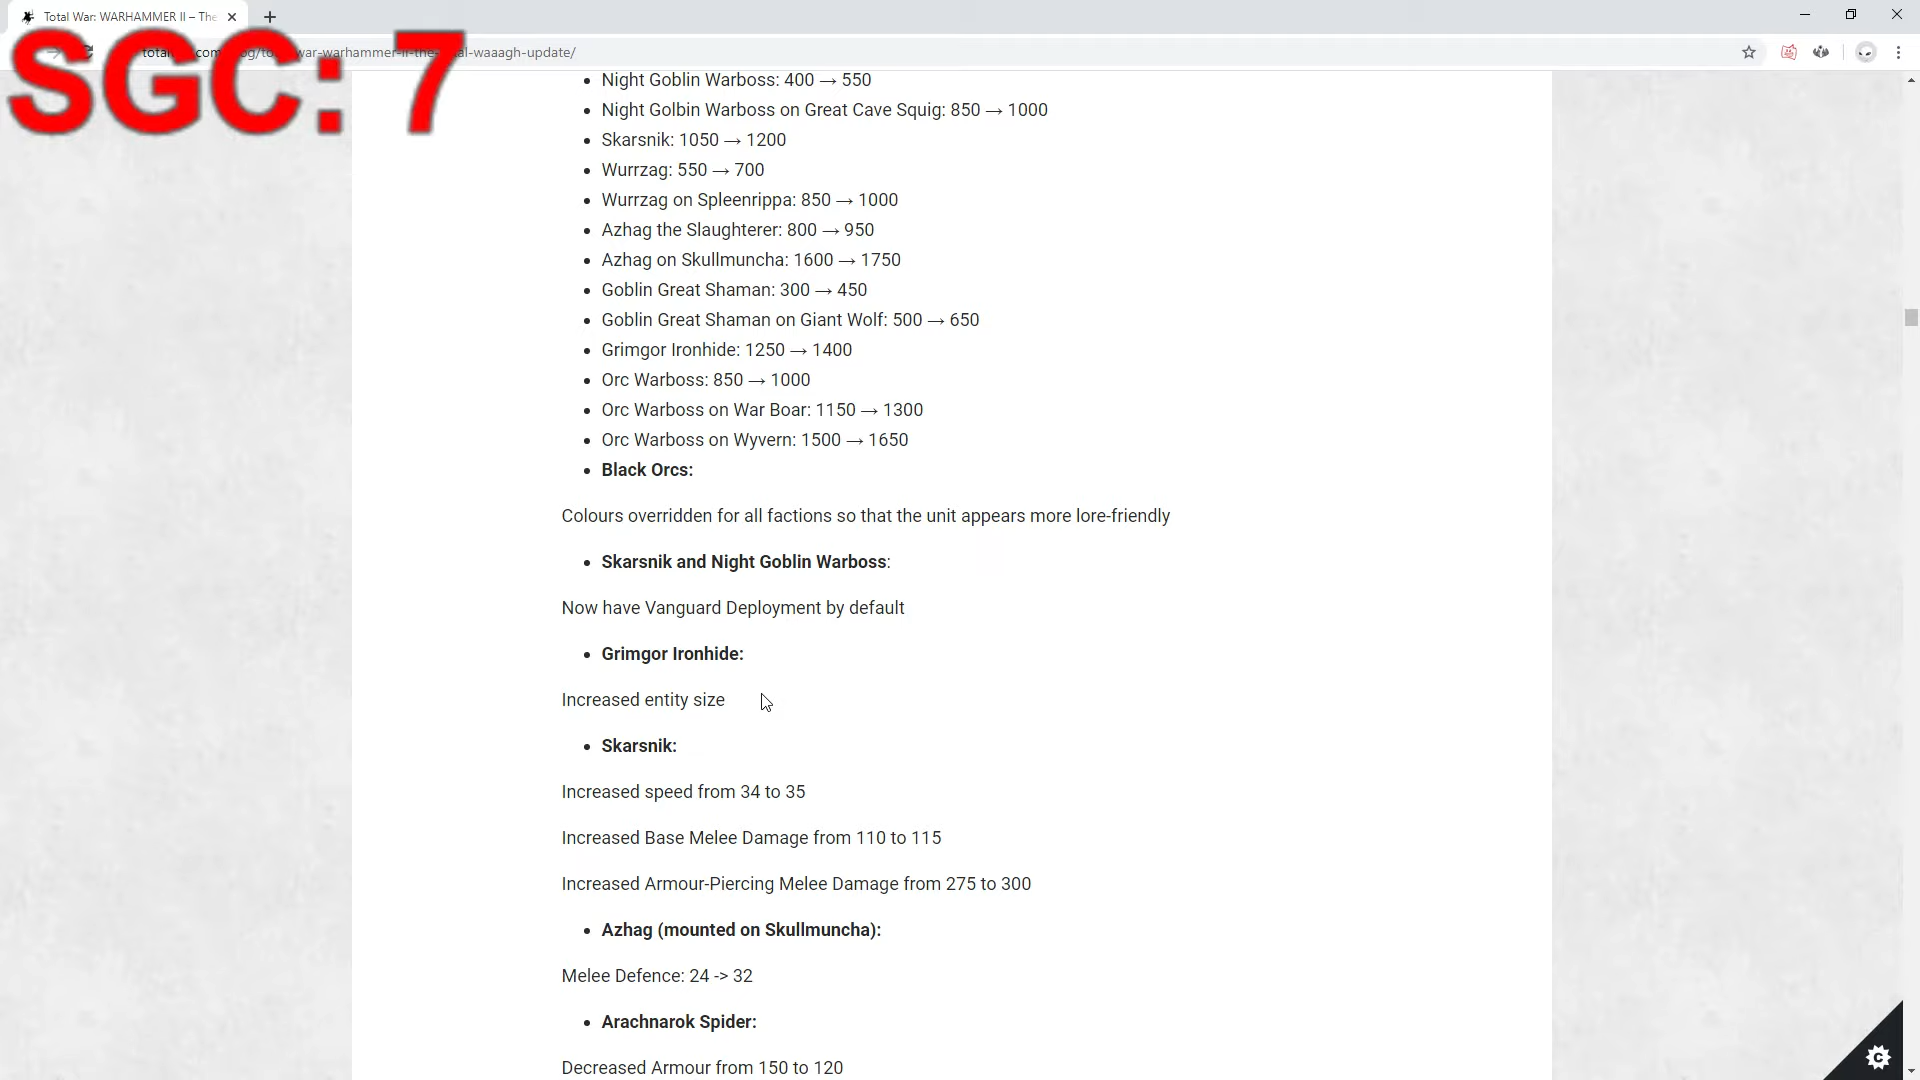 Total War: WARHAMMER II – The
SGC: 7
war-warhammer-ii-the al-waaagh-update/
Night Goblin Warboss: 400 → 550
Night Golbin Warboss on Great Cave Squig: 850 → 1000
Skarsnik: 1050 → 1200
Wurrzag: 550 → 700
Wurrzag on Spleenrippa: 850 → 1000
Azhag the Slaughterer: 800 → 950
Azhag on Skullmuncha: 1600 → 1750
Goblin Great Shaman: 300 → 450
Goblin Great Shaman on Giant Wolf: 500 → 650
Grimgor Ironhide: 1250 → 1400
Orc Warboss: 850 → 1000
Orc Warboss on War Boar: 1150 → 1300
Orc Warboss on Wyvern: 1500 → 1650
Black Orcs:
Colours overridden for all factions so that the unit appears more lore-friendly
Skarsnik and Night Goblin Warboss:
Now have Vanguard Deployment by default
Grimgor Ironhide:
Increased entity size
Skarsnik:
Increased speed from 34 to 35
Increased Base Melee Damage from 110 to 115
Increased Armour-Piercing Melee Damage from 275 to 300
Azhag (mounted on Skullmuncha):
Melee Defence: 24 -> 32
Arachnarok Spider:
Decreased Armour from 150 to 120